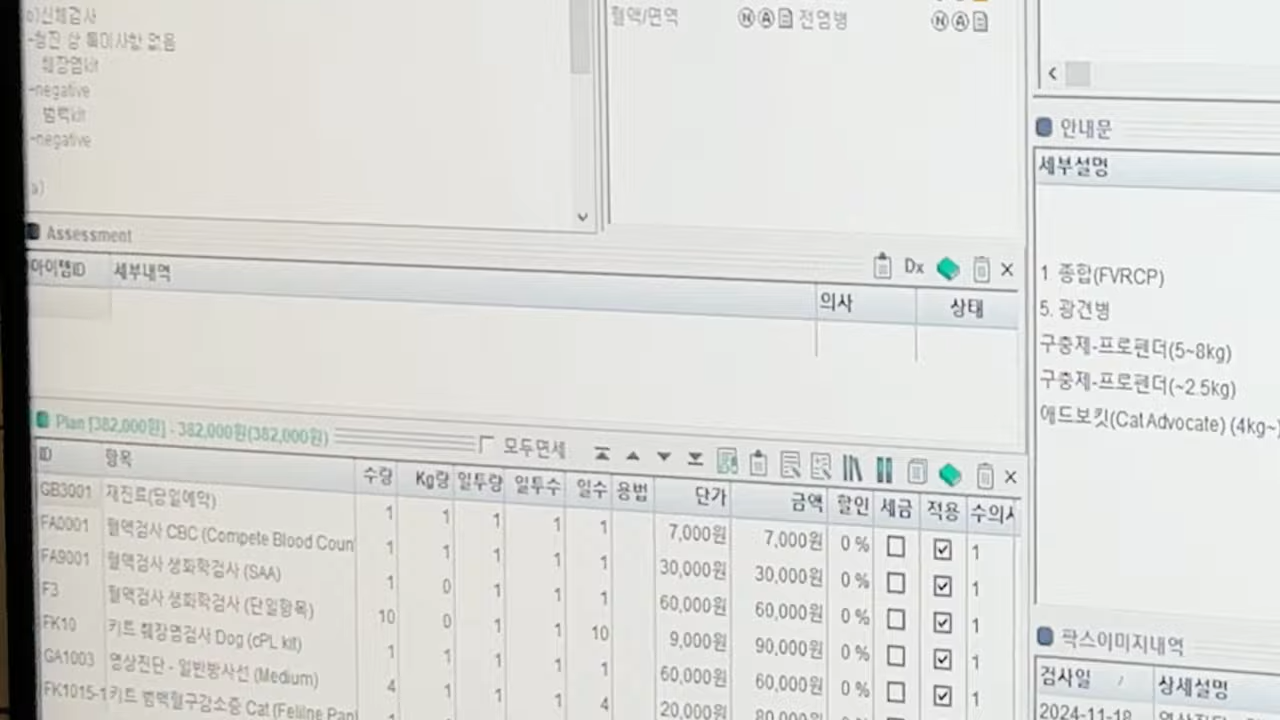 신체검사
-청진 상 특이사항 없음
췌장염kit
-negative
범백kit
-negative
a)
혈액/면역 N A 전염병 N A
안내문
세부설명
1 종합(FVRCP)
5. 광견병
구충제-프로펜더(5~8kg)
구충제-프로펜더(~2.5kg)
애드보킷(CatAdvocate) (4kg~)
Assessment
Dx
아이템ID 세부내역 의사 상태
Plan [382,000원] - 382,000원(382,000원) 모두면세
ID 항목 수량 Kg량 일투량 일투수 일수 용법 단가 금액 할인 세금 적용 수의사
GB3001 재진료(당일예약) 1 1 1 1 1 7,000원 7,000원 0 % 1
FA0001 혈액검사 CBC (Compete Blood Coun 1 1 1 1 1 30,000원 30,000원 0 % 1
FA9001 혈액검사 생화학검사 (SAA) 1 0 1 1 1 60,000원 60,000원 0 % 1
F3 혈액검사 생화학검사 (단일항목) 10 0 1 1 10 9,000원 90,000원 0 % 1
FK10 키트 췌장염검사 Dog (cPL kit) 1 1 1 1 1 60,000원 60,000원 0 % 1
GA1003 영상진단 - 일반방사선 (Medium) 4 1 1 1 4 20,000원 80,000원
FK1015-1 키트 범백혈구감소증 Cat (Feline Pan
팍스이미지내역
검사일 / 상세설명
2024-11-18 영상진단